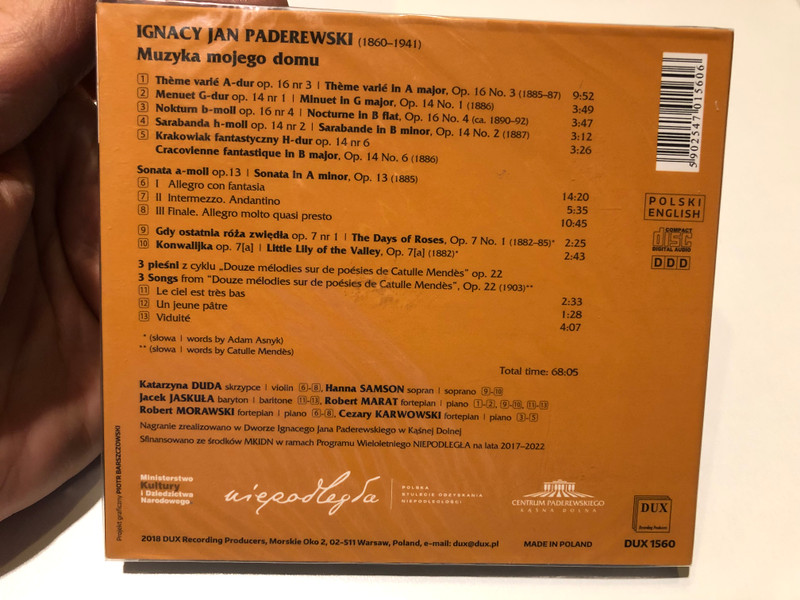 IGNACY JAN PADEREWSKI (1860–1941)
Muzyka mojego domu
1 Thème varié A-dur op. 16 nr 3 | Thème varié in A major, Op. 16 No. 3 (1885–87) 9:52
2 Menuet G-dur op. 14 nr 1 | Minuet in G major, Op. 14 No. 1 (1886) 3:49
3 Nokturn b-moll op. 16 nr 4 | Nocturne in B flat, Op. 16 No. 4 (ca. 1890–92) 3:47
4 Sarabanda h-moll op. 14 nr 2 | Sarabande in B minor, Op. 14 No. 2 (1887) 3:12
5 Krakowiak fantastyczny H-dur op. 14 nr 6
Cracovienne fantastique in B major, Op. 14 No. 6 (1886) 3:26
Sonata a-moll op.13 | Sonata in A minor, Op. 13 (1885)
6 I Allegro con fantasia 14:20
7 II Intermezzo. Andantino 5:35
8 III Finale. Allegro molto quasi presto 10:45
9 Gdy ostatnia róża zwiędła op. 7 nr 1 | The Days of Roses, Op. 7 No. 1 (1882–85)* 2:25
10 Konwalijka op. 7[a] | Little Lily of the Valley, Op. 7[a] (1882)* 2:43
3 pieśni z cyklu „Douze mélodies sur de poésies de Catulle Mendès" op. 22
3 Songs from "Douze mélodies sur de poésies de Catulle Mendès", Op. 22 (1903)**
11 Le ciel est très bas 2:33
12 Un jeune pâtre 1:28
13 Viduité 4:07
* (słowa | words by Adam Asnyk)
** (słowa | words by Catulle Mendès)
Total time: 68:05
Katarzyna DUDA skrzypce | violin 6–8, Hanna SAMSON sopran | soprano 9–10
Jacek JASKUŁA baryton | baritone 11–13, Robert MARAT fortepian | piano 1–2, 9–10, 11–13
Robert MORAWSKI fortepian | piano 6–8, Cezary KARWOWSKI fortepian | piano 3–5
Nagranie zrealizowano w Dworze Ignacego Jana Paderewskiego w Kąśnej Dolnej
Sfinansowano ze środków MKIDN w ramach Programu Wieloletniego NIEPODLEGŁA na lata 2017–2022
Ministerstwo
Kultury
i Dziedzictwa
Narodowego
niepodległa
POLSKA
STULECIE ODZYSKANIA
NIEPODLEGŁOŚCI
CENTRUM PADEREWSKIEGO
KĄŚNA DOLNA
DUX
Recording Producers
2018 DUX Recording Producers, Morskie Oko 2, 02-511 Warsaw, Poland, e-mail: dux@dux.pl
MADE IN POLAND
DUX 1560
Projekt graficzny PIOTR BARSZCZOWSKI
5 902547 015606
POLSKI
ENGLISH
COMPACT
disc
DIGITAL AUDIO
DDD